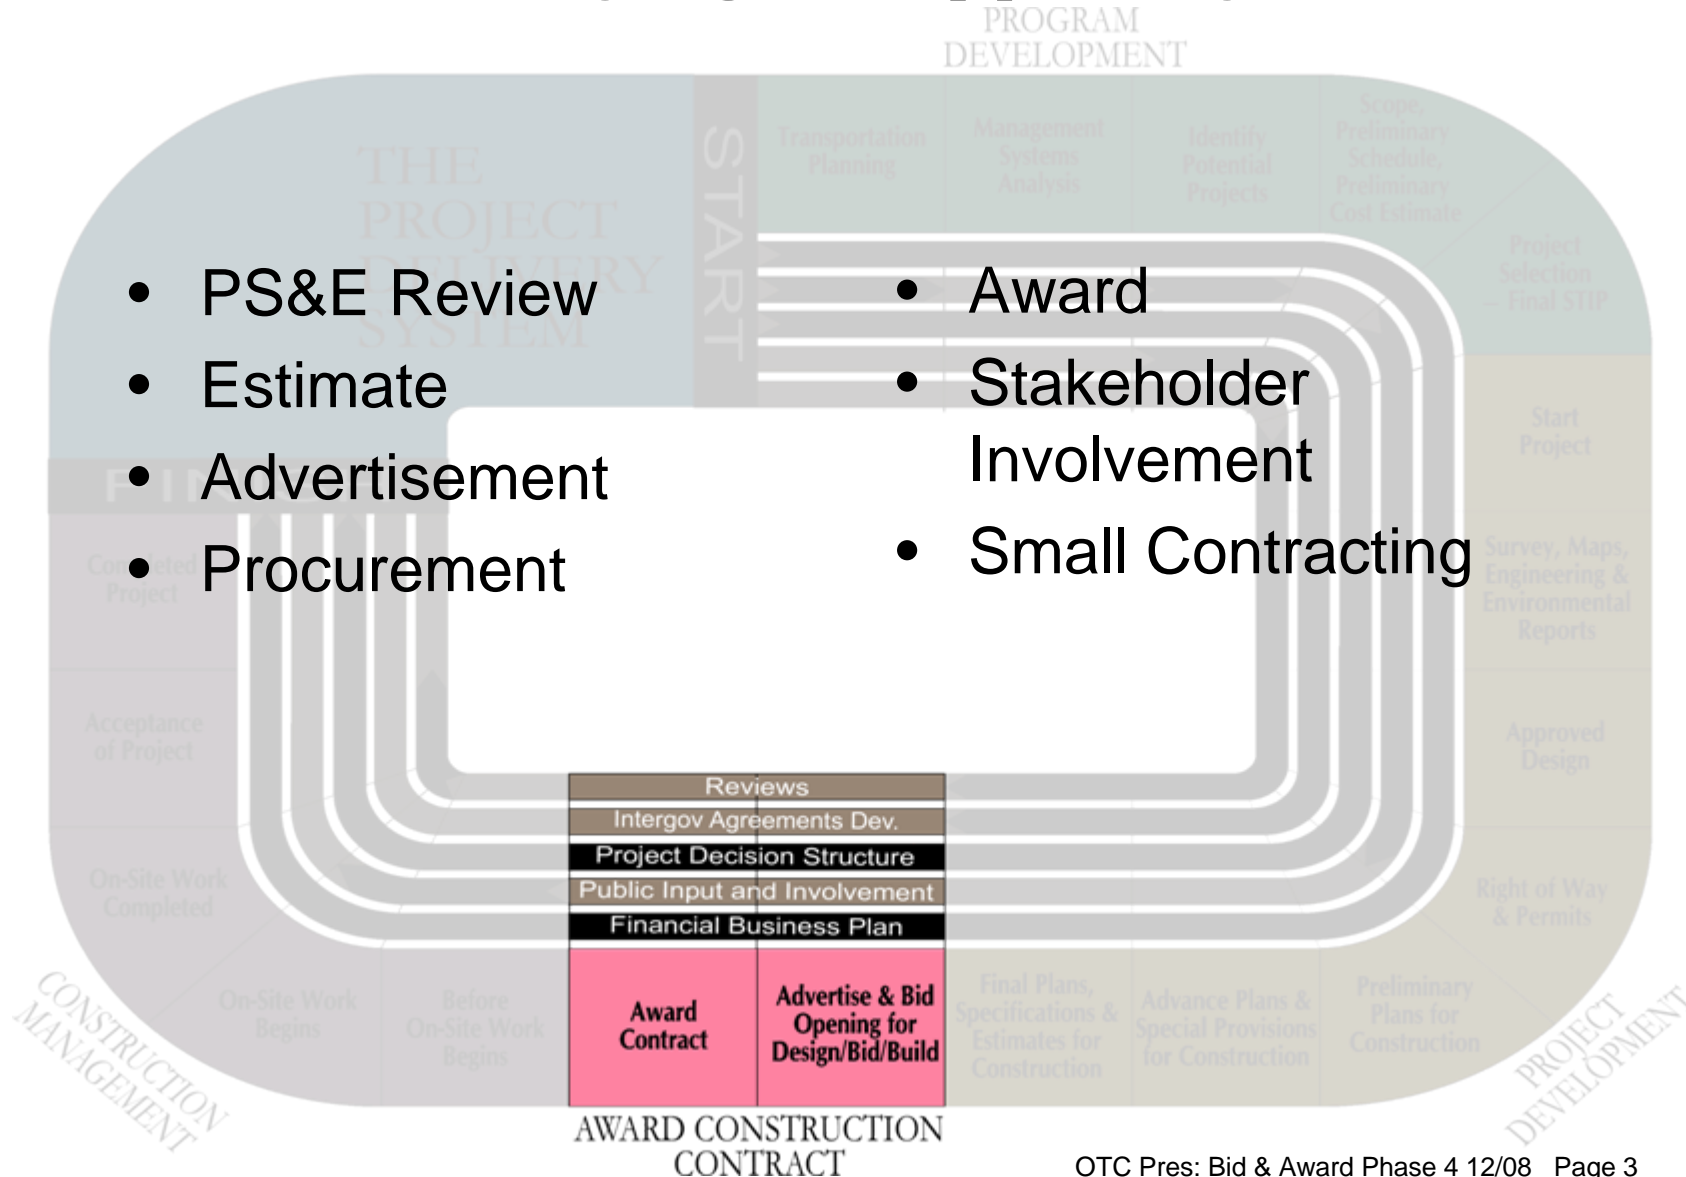 PROGRAM
DEVELOPMENT
THE
PROJECT
DELIVERY
SYSTEM
START
Transportation
Planning
Management
Systems
Analysis
Identify
Potential
Projects
Scope,
Preliminary
Schedule,
Preliminary
Cost Estimate
Project
Selection
– Final STIP
• PS&E Review
• Estimate
• Advertisement
• Procurement
• Award
• Stakeholder
Involvement
• Small Contracting
Start
Project
Survey, Maps,
Engineering &
Environmental
Reports
Approved
Design
Right of Way
& Permits
PROJECT
DEVELOPMENT
Preliminary
Plans for
Construction
Advance Plans &
Special Provisions
for Construction
Final Plans,
Specifications &
Estimates for
Construction
Reviews
Intergov Agreements Dev.
Project Decision Structure
Public Input and Involvement
Financial Business Plan
Advertise & Bid
Opening for
Design/Bid/Build
Award
Contract
AWARD CONSTRUCTION
CONTRACT
Before
On-Site Work
Begins
On-Site Work
Begins
CONSTRUCTION
MANAGEMENT
On-Site Work
Completed
Acceptance
of Project
Completed
Project
OTC Pres: Bid & Award Phase 4 12/08 Page 3